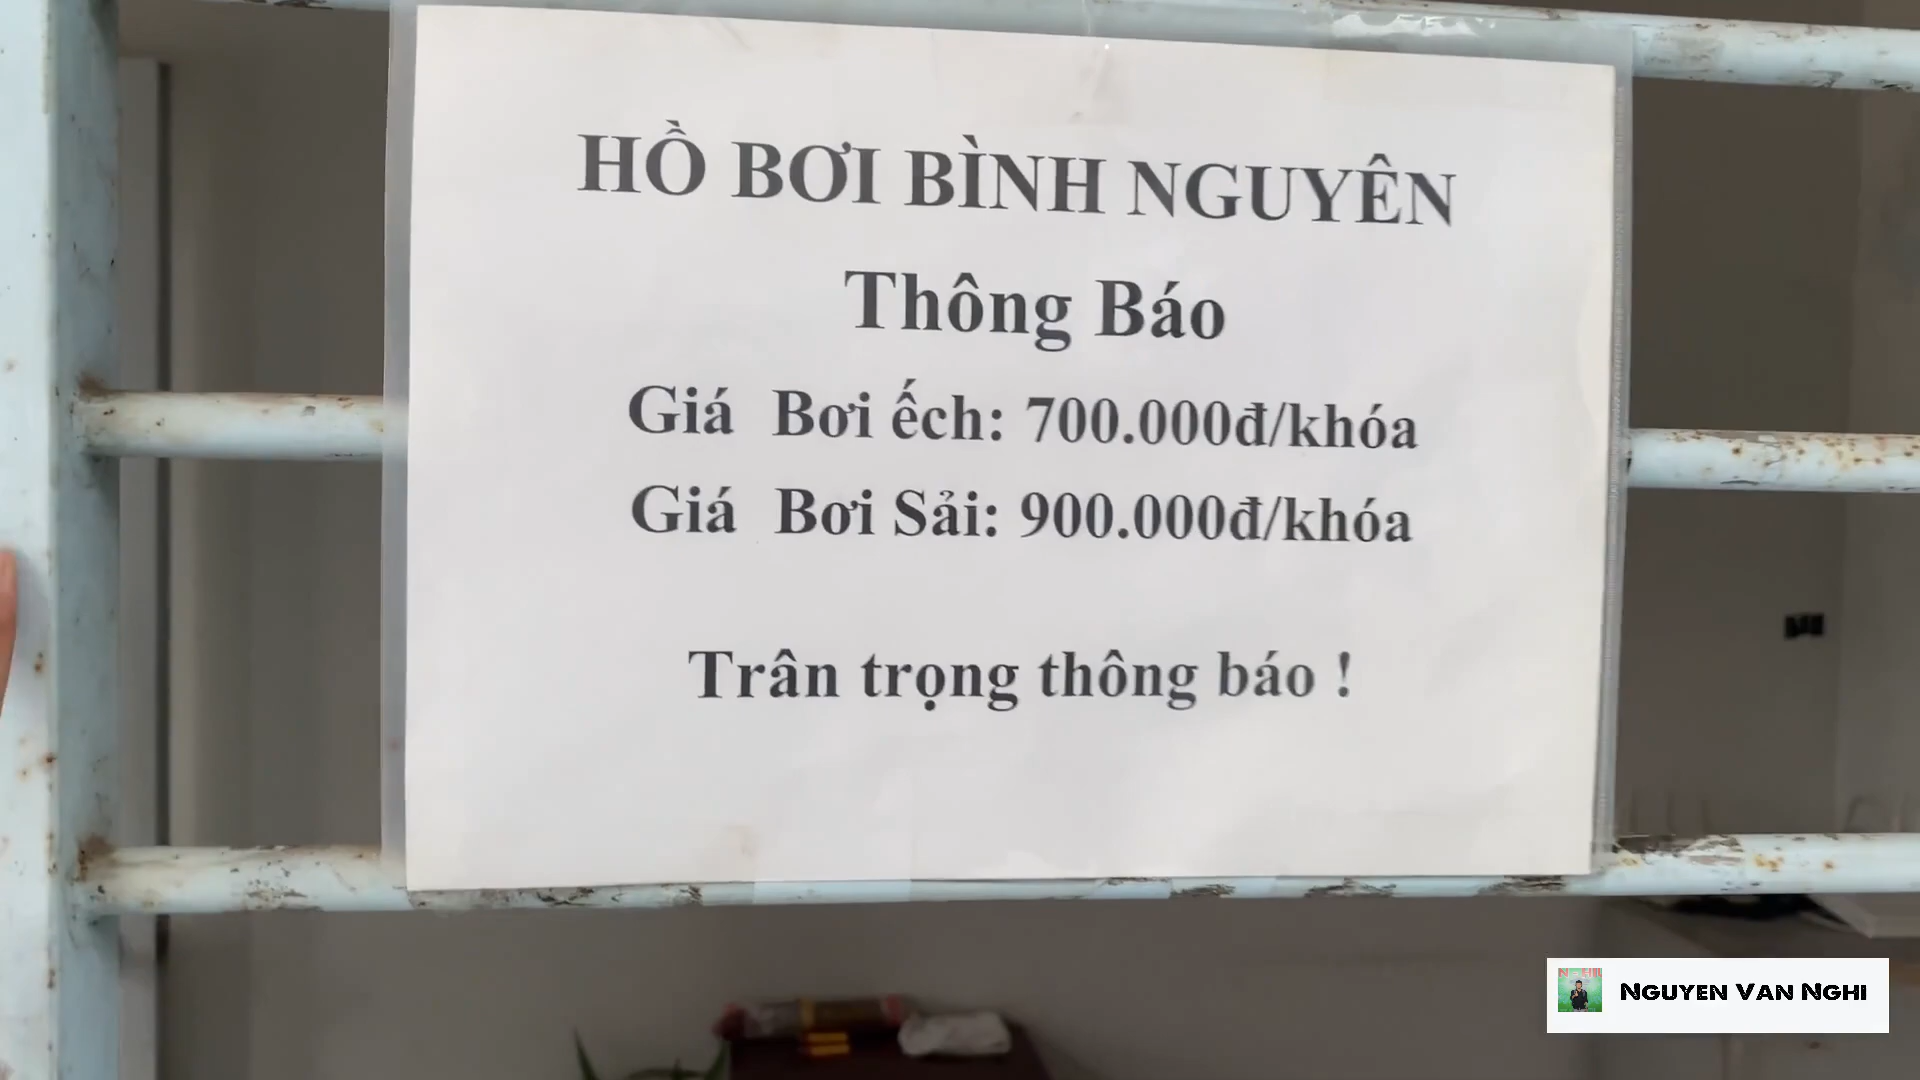 HỒ BƠI BÌNH NGUYÊN
Thông Báo
Giá Bơi ếch: 700.000đ/khóa
Giá Bơi Sải: 900.000đ/khóa
Trân trọng thông báo !
NGUYEN VAN NGHI